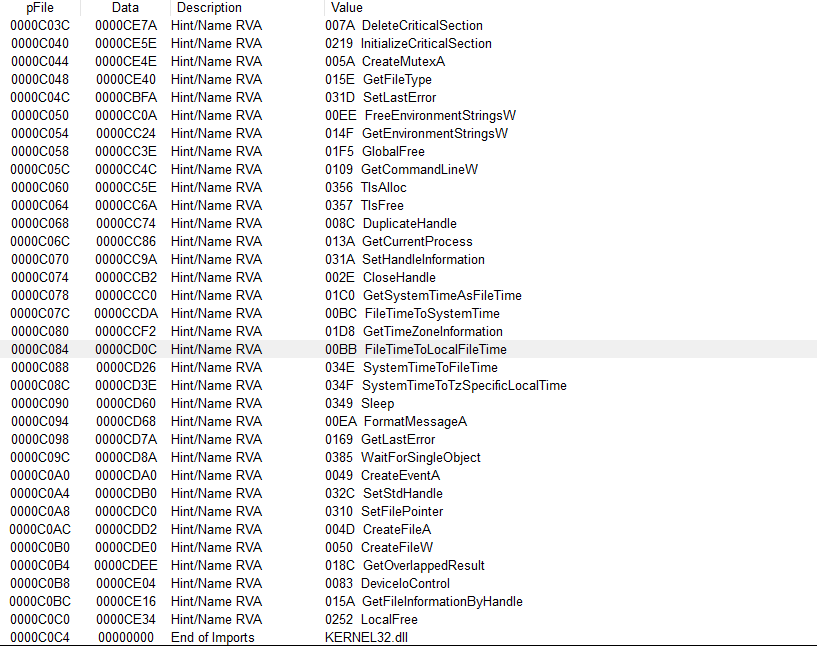 pFile Data Description Value
0000C03C 0000CE7A Hint/Name RVA 007A DeleteCriticalSection
0000C040 0000CE5E Hint/Name RVA 0219 InitializeCriticalSection
0000C044 0000CE4E Hint/Name RVA 005A CreateMutexA
0000C048 0000CE40 Hint/Name RVA 015E GetFileType
0000C04C 0000CBFA Hint/Name RVA 031D SetLastError
0000C050 0000CC0A Hint/Name RVA 00EE FreeEnvironmentStringsW
0000C054 0000CC24 Hint/Name RVA 014F GetEnvironmentStringsW
0000C058 0000CC3E Hint/Name RVA 01F5 GlobalFree
0000C05C 0000CC4C Hint/Name RVA 0109 GetCommandLineW
0000C060 0000CC5E Hint/Name RVA 0356 TlsAlloc
0000C064 0000CC6A Hint/Name RVA 0357 TlsFree
0000C068 0000CC74 Hint/Name RVA 008C DuplicateHandle
0000C06C 0000CC86 Hint/Name RVA 013A GetCurrentProcess
0000C070 0000CC9A Hint/Name RVA 031A SetHandleInformation
0000C074 0000CCB2 Hint/Name RVA 002E CloseHandle
0000C078 0000CCC0 Hint/Name RVA 01C0 GetSystemTimeAsFileTime
0000C07C 0000CCDA Hint/Name RVA 00BC FileTimeToSystemTime
0000C080 0000CCF2 Hint/Name RVA 01D8 GetTimeZoneInformation
0000C084 0000CD0C Hint/Name RVA 00BB FileTimeToLocalFileTime
0000C088 0000CD26 Hint/Name RVA 034E SystemTimeToFileTime
0000C08C 0000CD3E Hint/Name RVA 034F SystemTimeToTzSpecificLocalTime
0000C090 0000CD60 Hint/Name RVA 0349 Sleep
0000C094 0000CD68 Hint/Name RVA 00EA FormatMessageA
0000C098 0000CD7A Hint/Name RVA 0169 GetLastError
0000C09C 0000CD8A Hint/Name RVA 0385 WaitForSingleObject
0000C0A0 0000CDA0 Hint/Name RVA 0049 CreateEventA
0000C0A4 0000CDB0 Hint/Name RVA 032C SetStdHandle
0000C0A8 0000CDC0 Hint/Name RVA 0310 SetFilePointer
0000C0AC 0000CDD2 Hint/Name RVA 004D CreateFileA
0000C0B0 0000CDE0 Hint/Name RVA 0050 CreateFileW
0000C0B4 0000CDEE Hint/Name RVA 018C GetOverlappedResult
0000C0B8 0000CE04 Hint/Name RVA 0083 DeviceIoControl
0000C0BC 0000CE16 Hint/Name RVA 015A GetFileInformationByHandle
0000C0C0 0000CE34 Hint/Name RVA 0252 LocalFree
0000C0C4 00000000 End of Imports KERNEL32.dll